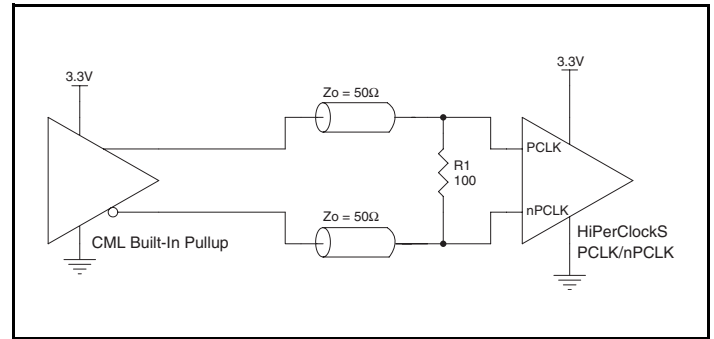 3.3V
3.3V
Zo = 50Ω
PCLK
R1
100
nPCLK
Zo = 50Ω
HiPerClockS
PCLK/nPCLK
CML Built-In Pullup